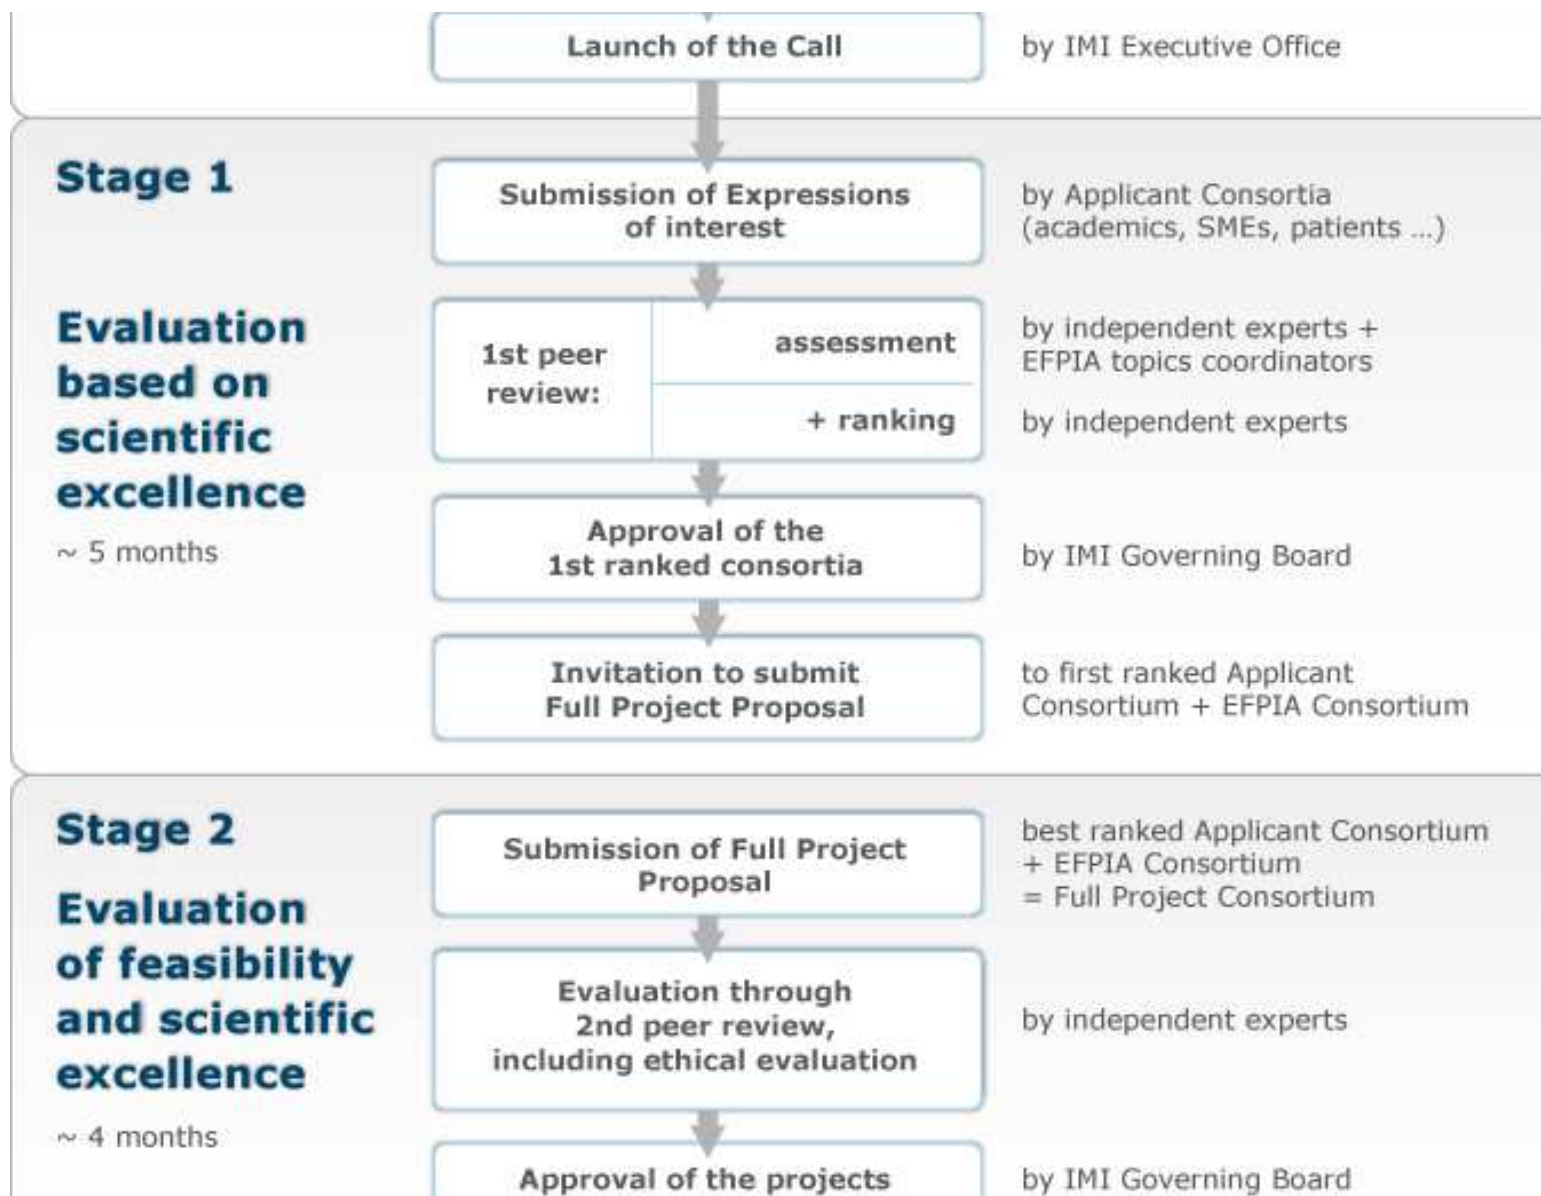 Launch of the Call
by IMI Executive Office
Stage 1
Submission of Expressions
of interest
by Applicant Consortia
(academics, SMEs, patients ...)
Evaluation
based on
scientific
excellence
~ 5 months
1st peer
review:
assessment
+ ranking
by independent experts +
EFPIA topics coordinators
by independent experts
Approval of the
1st ranked consortia
by IMI Governing Board
Invitation to submit
Full Project Proposal
to first ranked Applicant
Consortium + EFPIA Consortium
Stage 2
Evaluation
of feasibility
and scientific
excellence
~ 4 months
Submission of Full Project
Proposal
best ranked Applicant Consortium
+ EFPIA Consortium
= Full Project Consortium
Evaluation through
2nd peer review,
including ethical evaluation
by independent experts
Approval of the projects
by IMI Governing Board